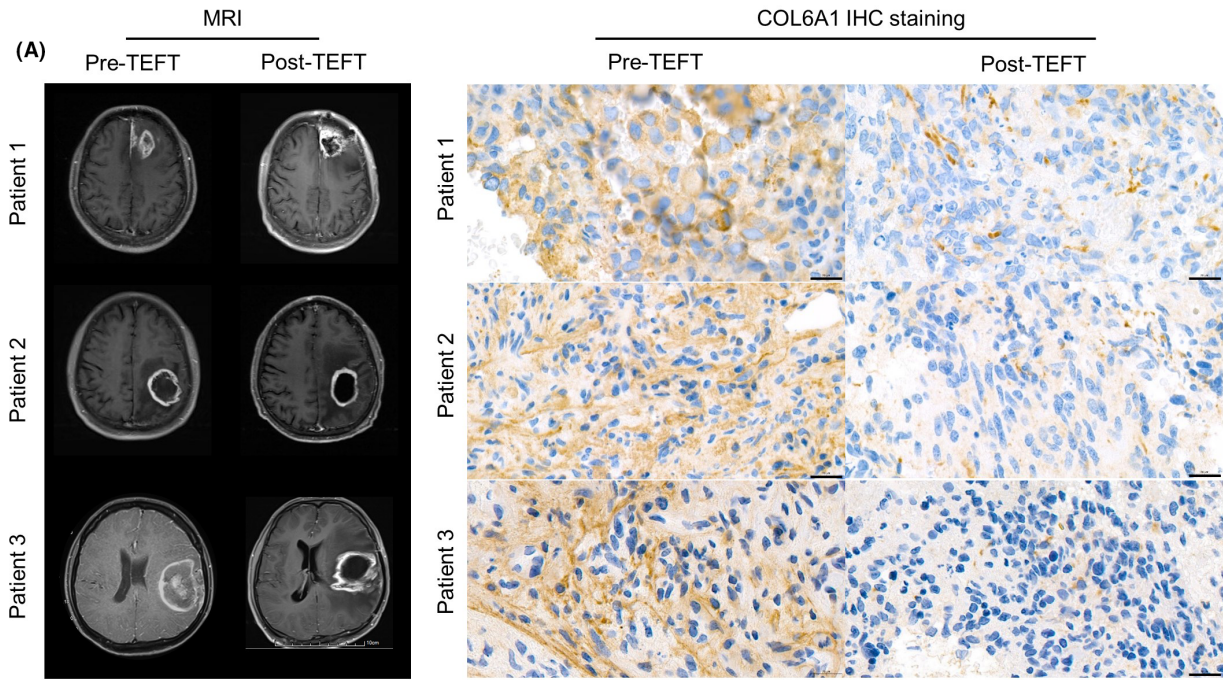 MRI
COL6A1 IHC staining
(A)
Pre-TEFT
Post-TEFT
Pre-TEFT
Post-TEFT
Patient 1
Patient 1
Patient 2
Patient 2
Patient 3
Patient 3
10cm